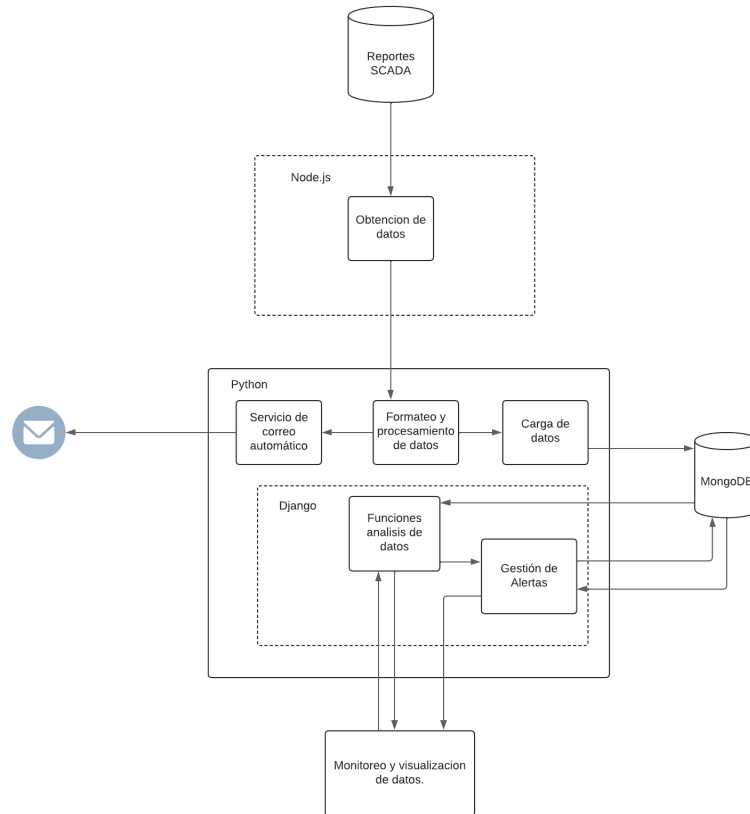 Reportes
SCADA
Node.js
Obtencion de
datos
Python
Servicio de
correo
automático
Formateo y
procesamiento
de datos
Carga de
datos
MongoDB
Django
Funciones
analisis de
datos
Gestión de
Alertas
Monitoreo y visualizacion
de datos.